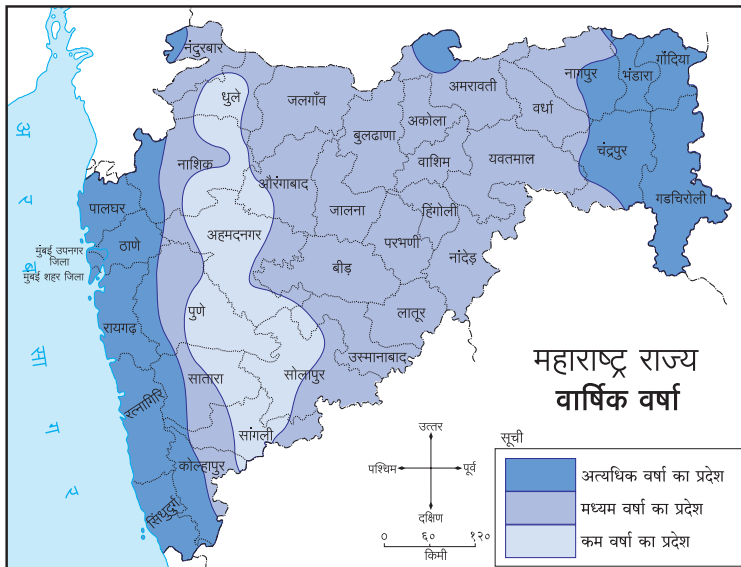 नंदुरबार
धुले
जलगाँव
बुलढाणा
अकोला
अमरावती
वर्धा
नागपुर
भंडारा
गोंदिया
चंद्रपुर
गडचिरोली
यवतमाल
वाशिम
नाशिक
औरंगाबाद
जालना
हिंगोली
परभणी
नांदेड़
पालघर
ठाणे
मुंबई उपनगर
जिला
मुंबई शहर जिला
अहमदनगर
बीड़
लातूर
उस्मानाबाद
रायगढ़
पुणे
सातारा
सोलापुर
रत्नागिरि
सांगली
कोल्हापुर
सिंधुदुर्ग
अरब सागर
महाराष्ट्र राज्य
वार्षिक वर्षा
उत्तर
पश्चिम
पूर्व
दक्षिण
० ६० १२०
किमी
सूची
अत्यधिक वर्षा का प्रदेश
मध्यम वर्षा का प्रदेश
कम वर्षा का प्रदेश